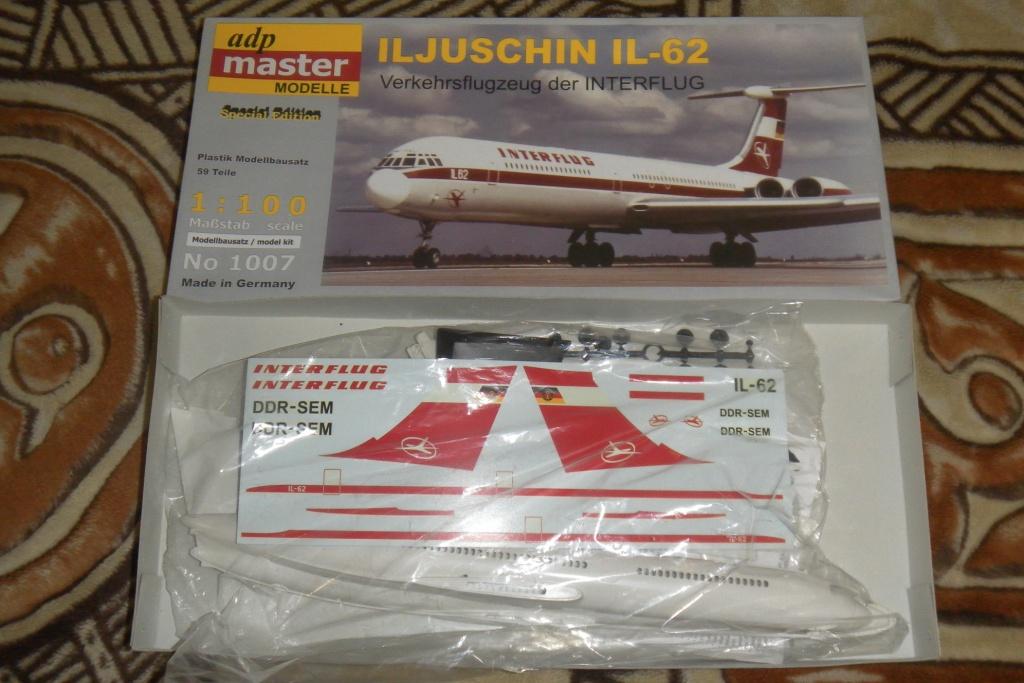 adp
master
MODELLE
Special Edition
ILJUSCHIN IL-62
Verkehrsflugzeug der INTERFLUG
Plastik Modellbausatz
59 Teile
1:100
Maßstab scale
Modellbausatz / model kit
No 1007
Made in Germany
INTERFLUG
IL62
INTERFLUG
INTERFLUG
DDR-SEM
DDR-SEM
IL-62
DDR-SEM
DDR-SEM
IL-62
IL-62